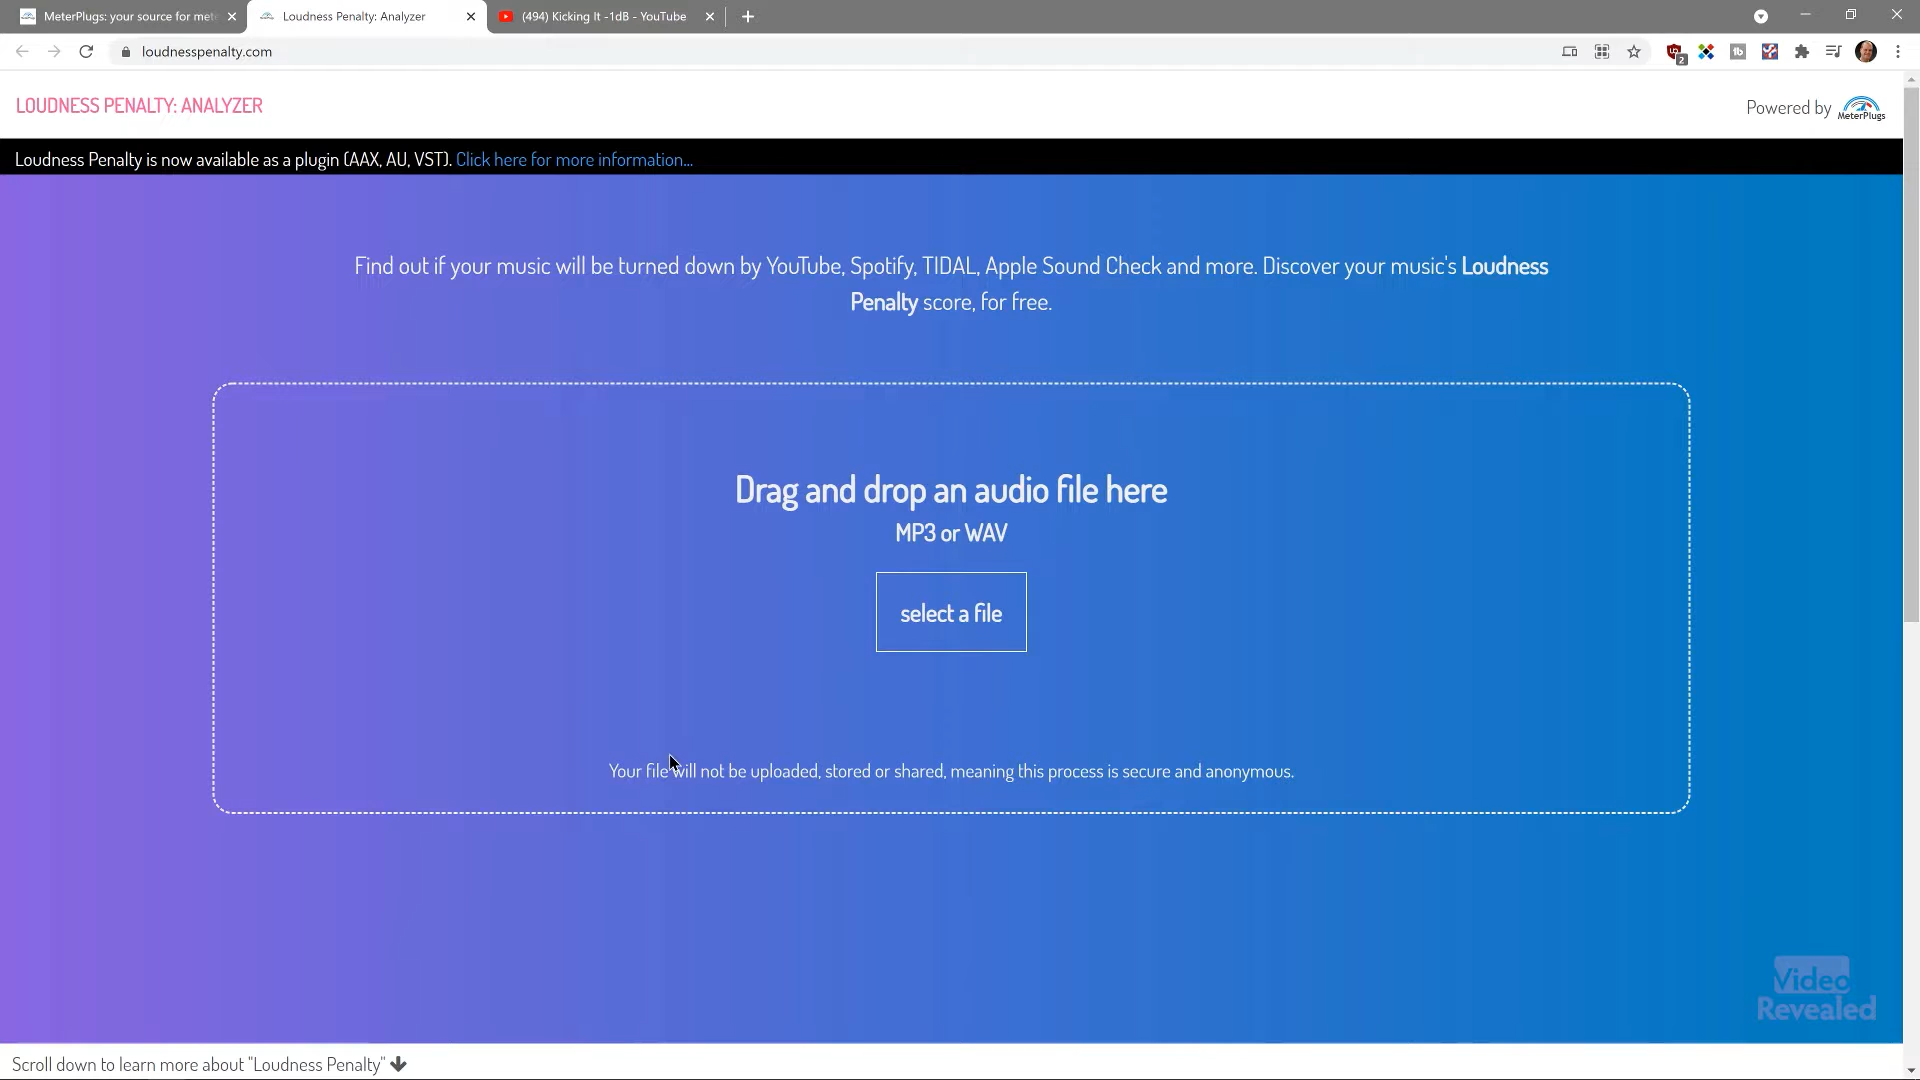 MeterPlugs: your source for met
Loudness Penalty: Analyzer
(494) Kicking It -1dB - YouTube
loudnesspenalty.com
2
LOUDNESS PENALTY: ANALYZER
Powered by MeterPlugs
Loudness Penalty is now available as a plugin (AAX, AU, VST). Click here for more information...
Find out if your music will be turned down by YouTube, Spotify, TIDAL, Apple Sound Check and more. Discover your music's Loudness
Penalty score, for free.
Drag and drop an audio file here
MP3 or WAV
select a file
Your file will not be uploaded, stored or shared, meaning this process is secure and anonymous.
Video
Revealed
Scroll down to learn more about "Loudness Penalty"